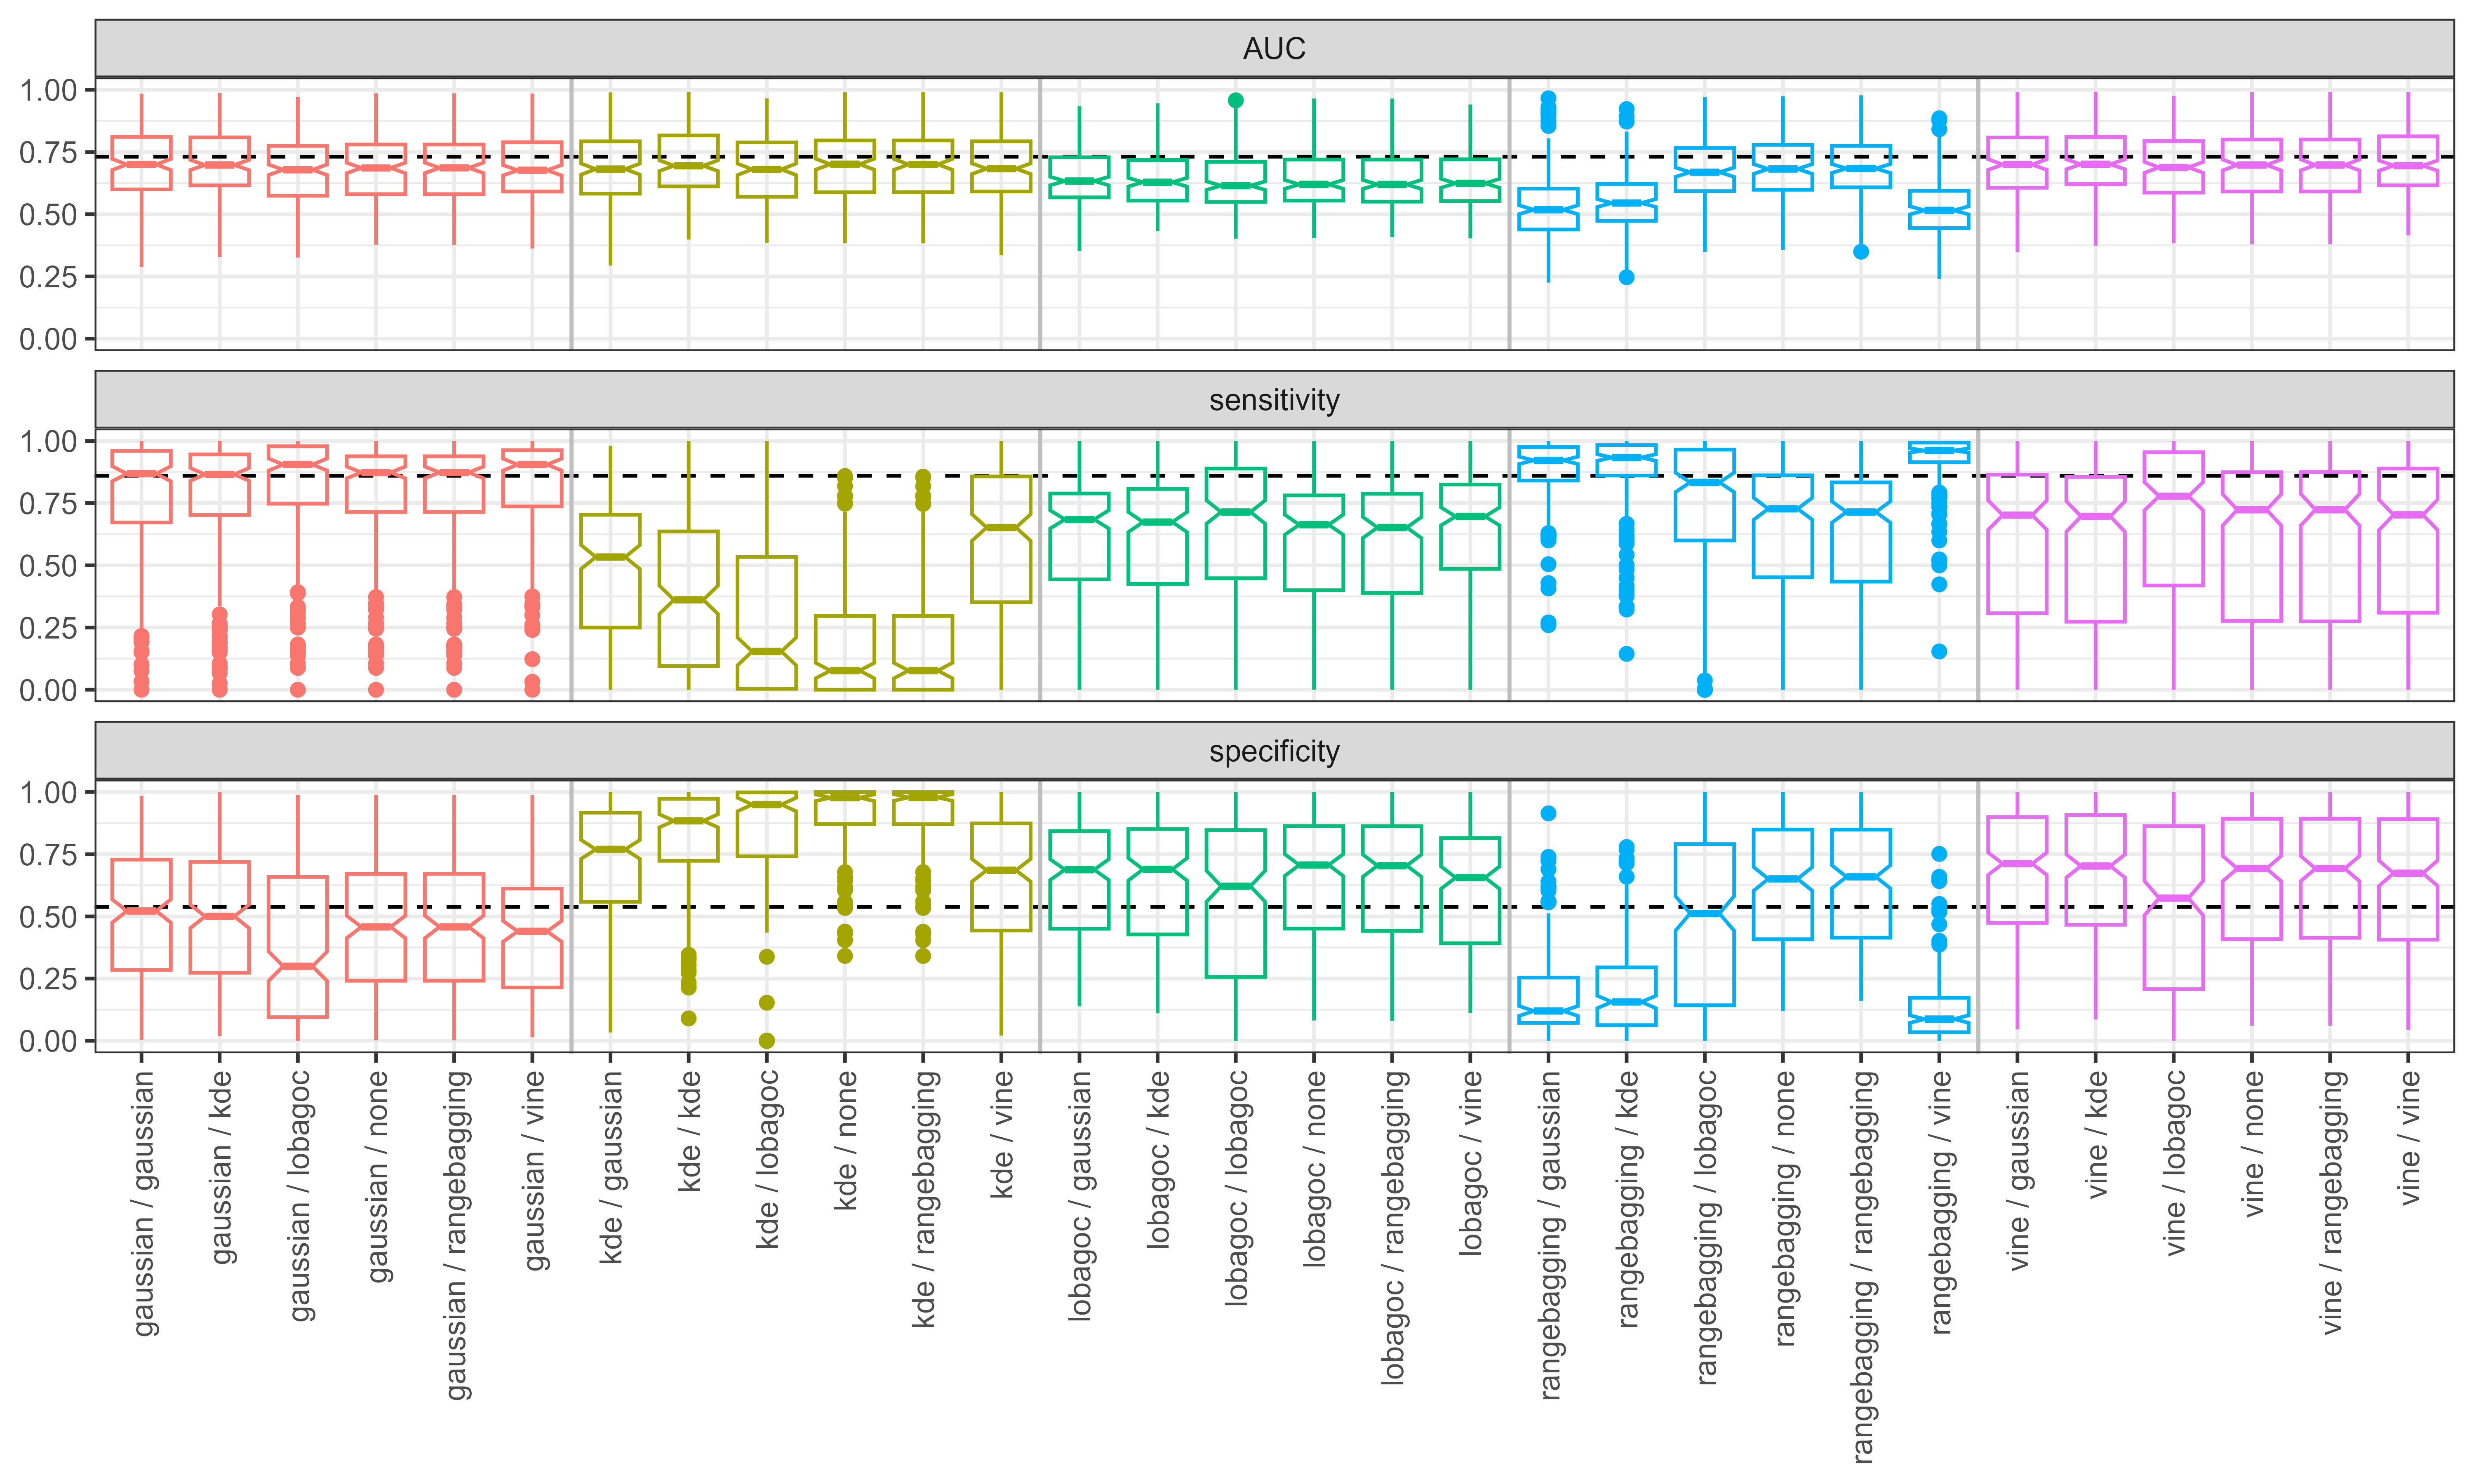 AUC
1.00
0.75
0.50
0.25
0.00
sensitivity
1.00
0.75
0.50
0.25
0.00
specificity
1.00
0.75
0.50
0.25
0.00
gaussian / gaussian
gaussian / kde
gaussian / lobagoc
gaussian / none
gaussian / rangebagging
gaussian / vine
kde / gaussian
kde / kde
kde / lobagoc
kde / none
kde / rangebagging
kde / vine
lobagoc / gaussian
lobagoc / kde
lobagoc / lobagoc
lobagoc / none
lobagoc / rangebagging
lobagoc / vine
rangebagging / gaussian
rangebagging / kde
rangebagging / lobagoc
rangebagging / none
rangebagging / rangebagging
rangebagging / vine
vine / gaussian
vine / kde
vine / lobagoc
vine / none
vine / rangebagging
vine / vine